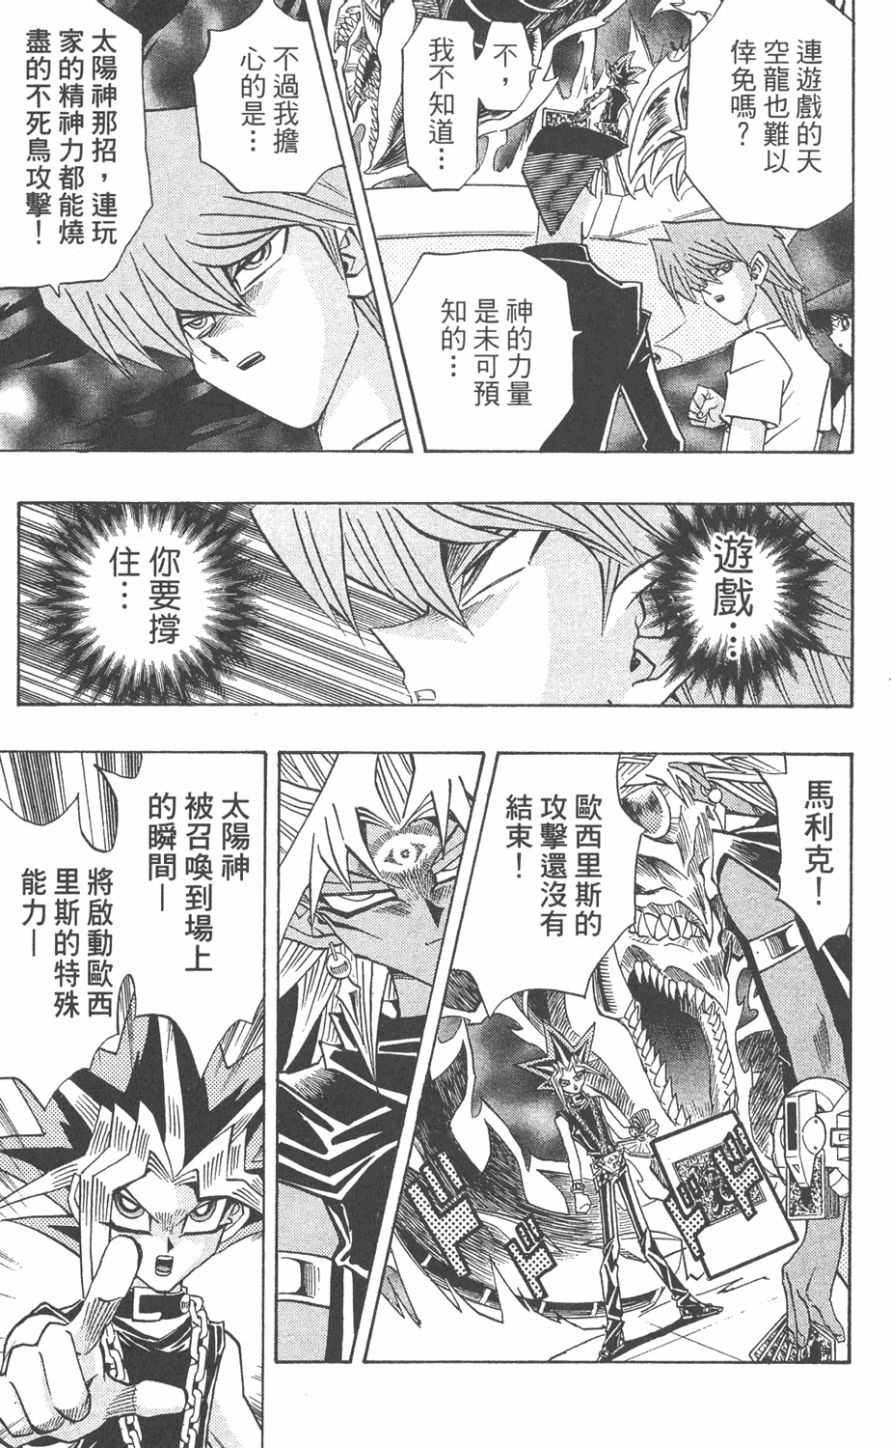 連遊戲的天
空龍也難以
倖免嗎？
不，
我不知道…
神的力量
是未可預
知的…
不過我擔
心的是…
太陽神那招，連玩
家的精神力都能燒
盡的不死鳥攻擊！
遊戲…
你要撐
住…
馬利克！
歐西里斯的
攻擊還沒有
結束！
太陽神
被召喚到場上
的瞬間—
將啟動歐西
里斯的特殊
能力—